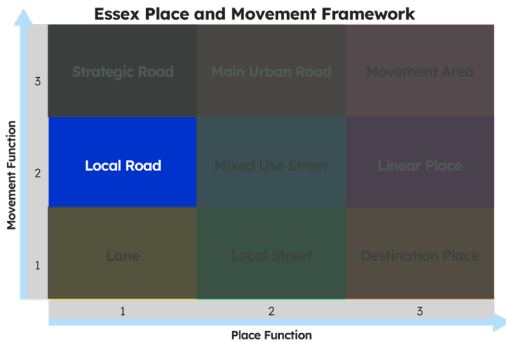 Essex Place and Movement Framework
Movement Function
3
Strategic Road
Main Urban Road
Movement Area
2
Local Road
Mixed Use Street
Linear Place
1
Lane
Local Street
Destination Place
1
2
3
Place Function